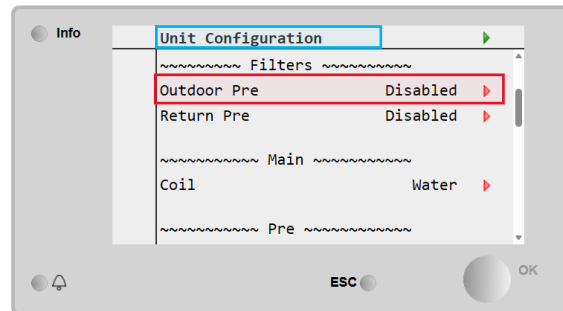 Info
Unit Configuration
~~~~~~~~~ Filters ~~~~~~~~~~
Outdoor Pre Disabled
Return Pre Disabled
~~~~~~~~~~~ Main ~~~~~~~~~~~
Coil Water
~~~~~~~~~~~ Pre ~~~~~~~~~~~~
ESC
OK